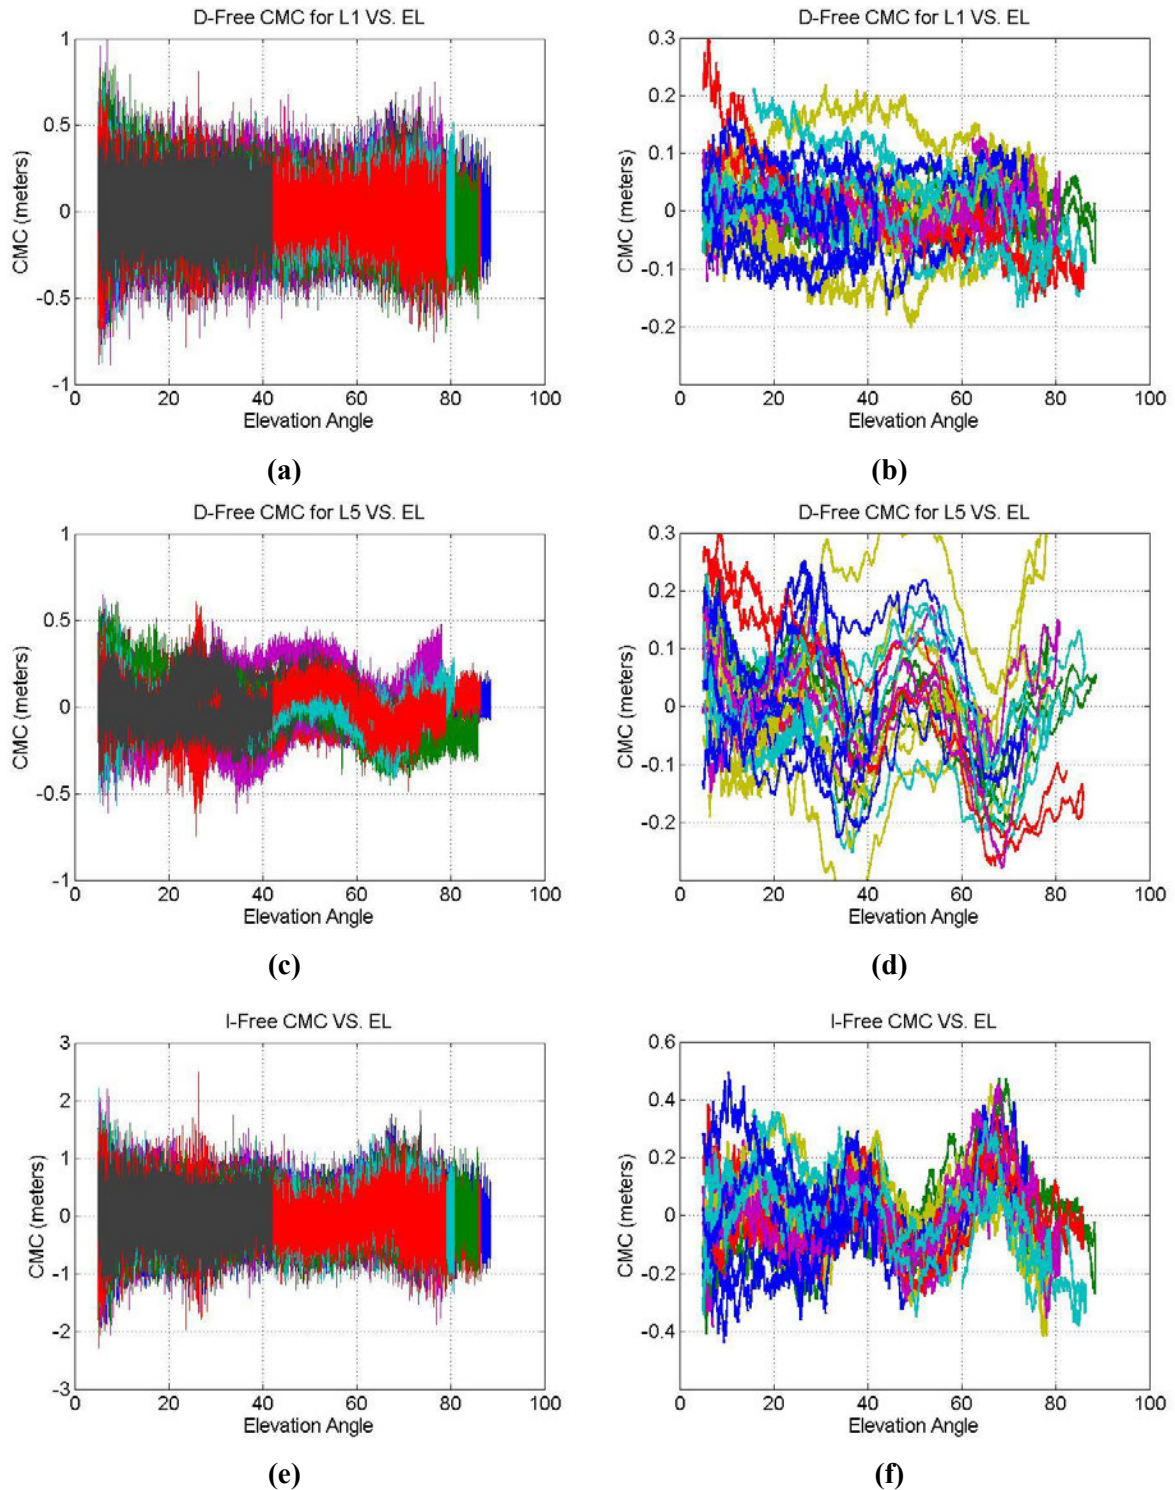 D-Free CMC for L1 VS. EL
D-Free CMC for L1 VS. EL
CMC (meters)
1
0.5
0
-0.5
-1
0 20 40 60 80 100
Elevation Angle
CMC (meters)
0.3
0.2
0.1
0
-0.1
-0.2
0 20 40 60 80 100
Elevation Angle
(a)
(b)
D-Free CMC for L5 VS. EL
D-Free CMC for L5 VS. EL
CMC (meters)
1
0.5
0
-0.5
-1
0 20 40 60 80 100
Elevation Angle
CMC (meters)
0.3
0.2
0.1
0
-0.1
-0.2
0 20 40 60 80 100
Elevation Angle
(c)
(d)
I-Free CMC VS. EL
I-Free CMC VS. EL
CMC (meters)
3
2
1
0
-1
-2
-3
0 20 40 60 80 100
Elevation Angle
CMC (meters)
0.6
0.4
0.2
0
-0.2
-0.4
0 20 40 60 80 100
Elevation Angle
(e)
(f)